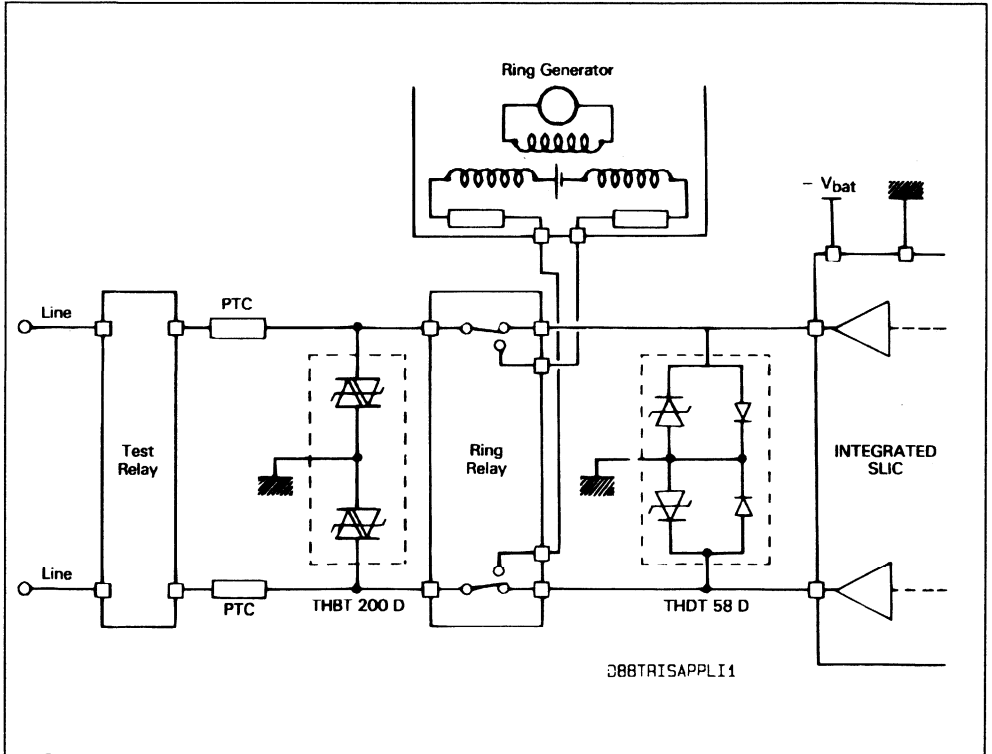 Ring Generator
– Vbat
Line
PTC
Test
Relay
Ring
Relay
INTEGRATED
SLIC
Line
PTC
THBT 200 D
THDT 58 D
D88TRISAPPLI1